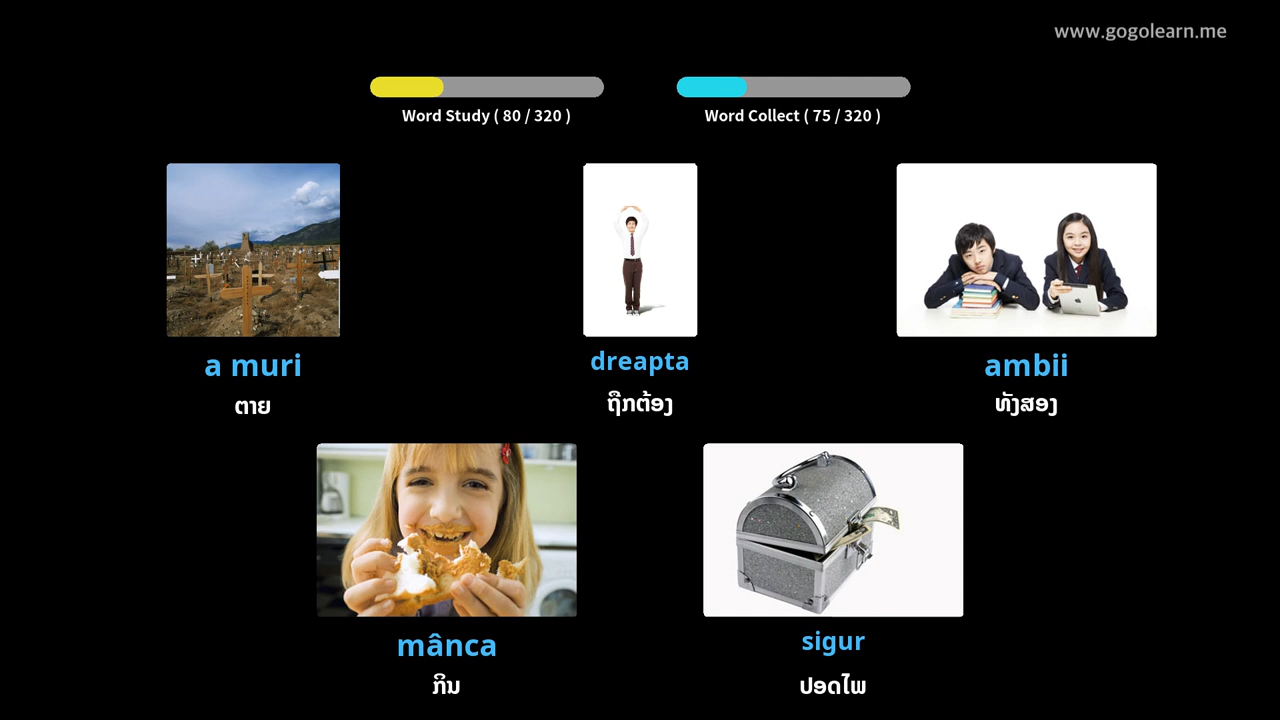 www.gogolearn.me
Word Study ( 80 / 320 )
Word Collect ( 75 / 320 )
a muri
ຕາຍ
dreapta
ຖືກຕ້ອງ
ambii
ທັງສອງ
mânca
ກິນ
sigur
ປອດໄພ